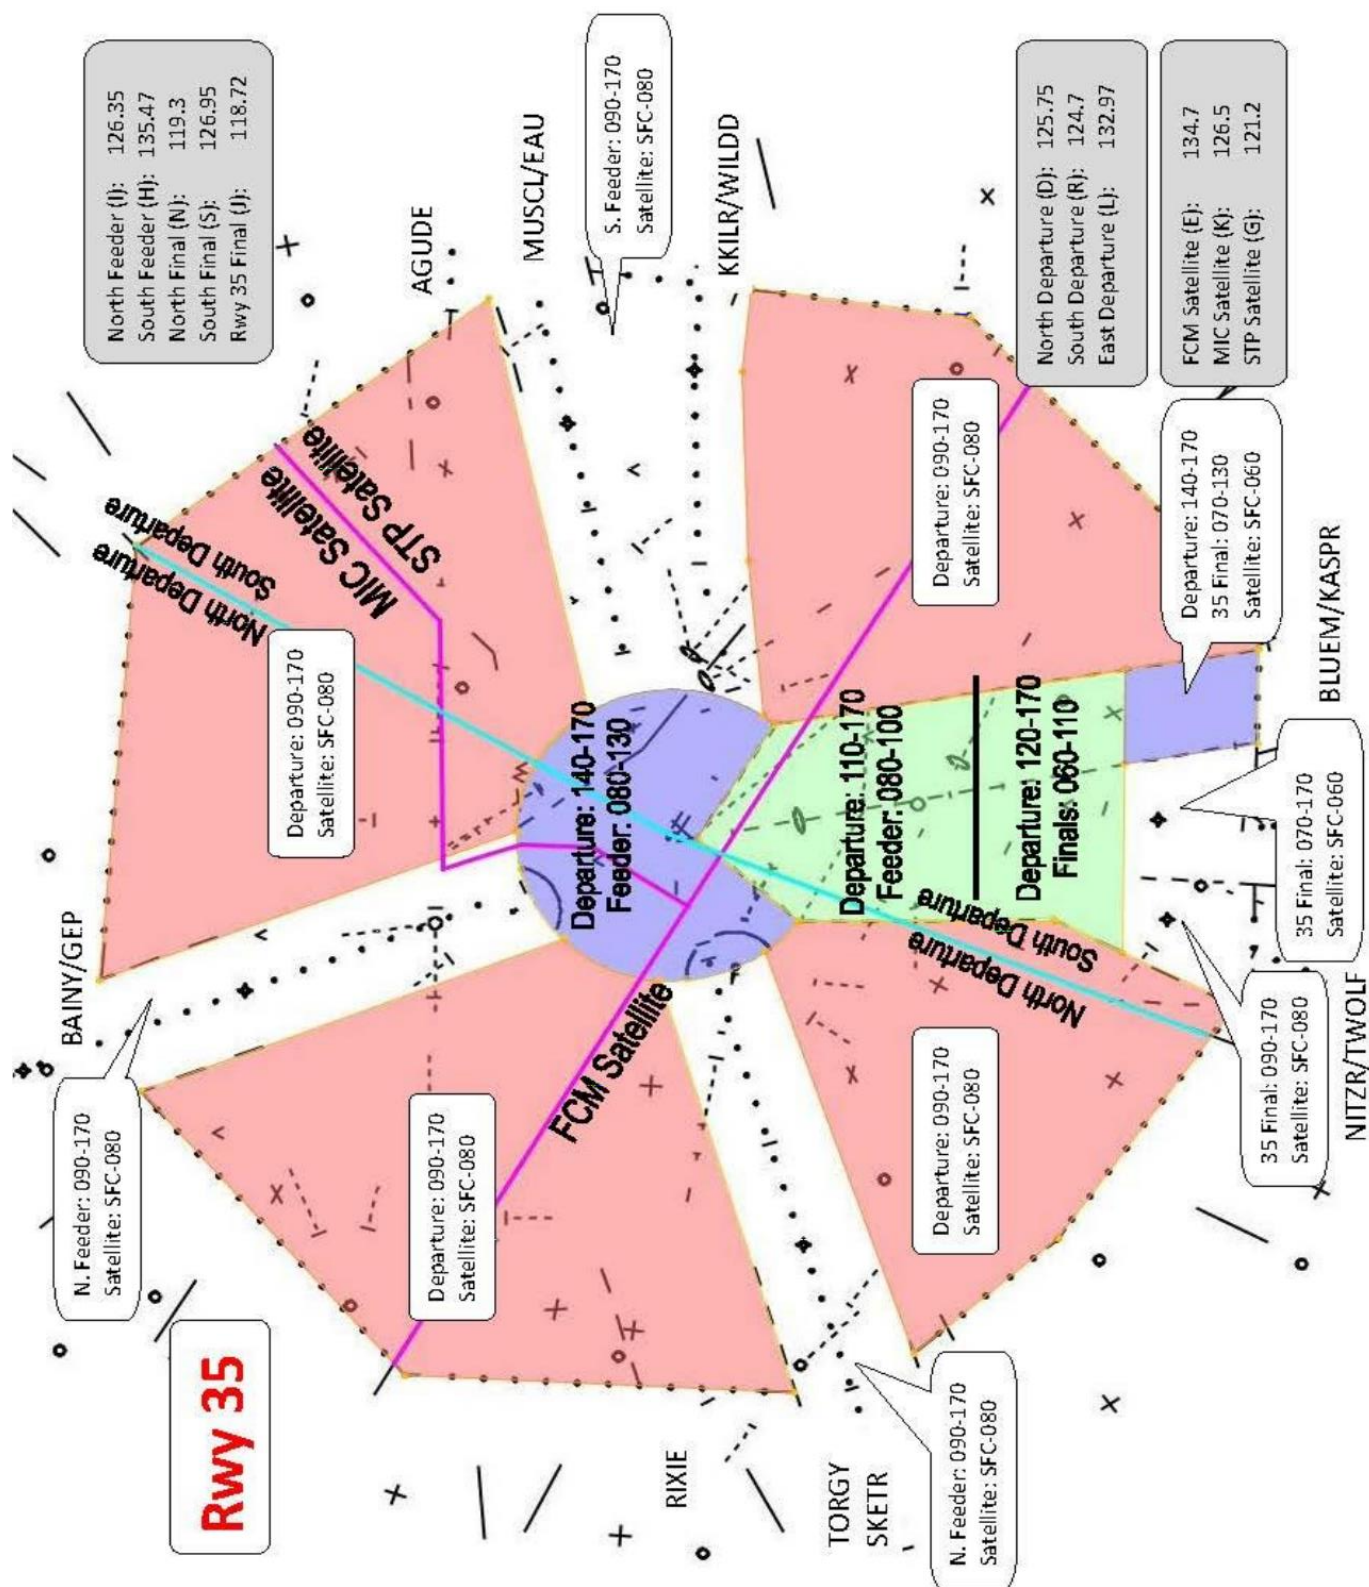 Rwy 35
BAINY/GEP
N. Feeder: 090-170
Satellite: SFC-080
North Feeder (I): 126.35
South Feeder (H): 135.47
North Final (N): 119.3
South Final (S): 126.95
Rwy 35 Final (J): 118.72
AGUDE
MUSCL/EAU
S. Feeder: 090-170
Satellite: SFC-080
KKILR/WILDD
North Departure
South Departure
MIC Satellite
STP Satellite
Departure: 090-170
Satellite: SFC-080
Departure: 090-170
Satellite: SFC-080
FCM Satellite
Departure: 140-170
Feeder: 080-130
Departure: 090-170
Satellite: SFC-080
North Departure (D): 125.75
South Departure (R): 124.7
East Departure (L): 132.97
FCM Satellite (E): 134.7
MIC Satellite (K): 126.5
STP Satellite (G): 121.2
RIXIE
TORGY
SKETR
N. Feeder: 090-170
Satellite: SFC-080
Departure: 090-170
Satellite: SFC-080
Departure: 110-170
Feeder: 080-100
Departure: 120-170
Finals: 060-110
South Departure
North Departure
Departure: 140-170
35 Final: 070-130
Satellite: SFC-060
35 Final: 090-170
Satellite: SFC-080
35 Final: 070-170
Satellite: SFC-060
NITZR/TWOLF
BLUEM/KASPR